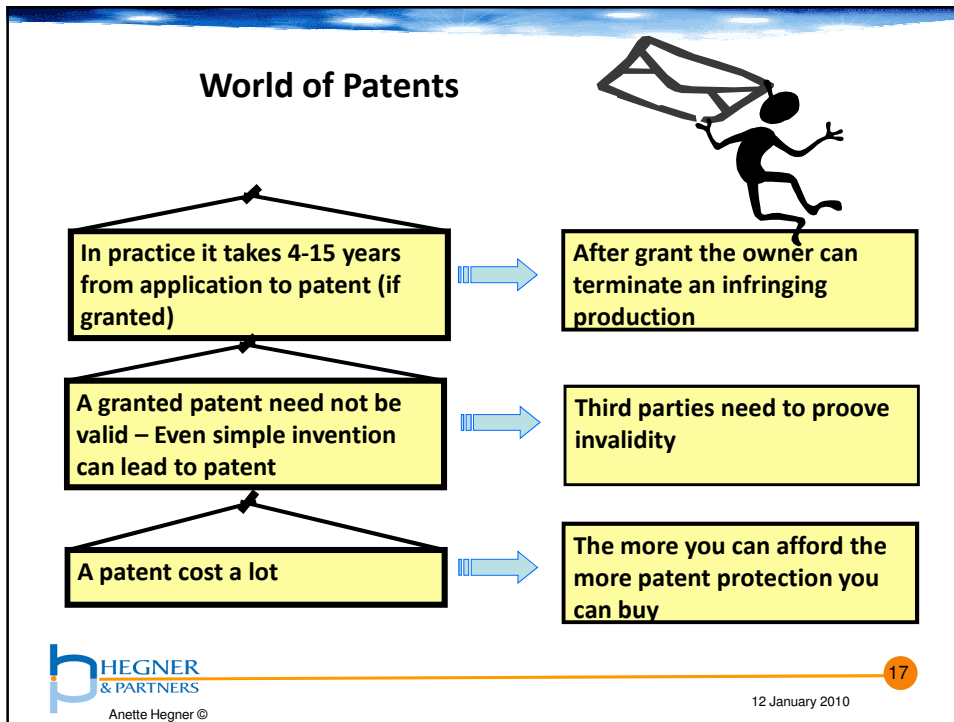 World of Patents
In practice it takes 4-15 years
from application to patent (if
granted)
After grant the owner can
terminate an infringing
production
A granted patent need not be
valid – Even simple invention
can lead to patent
Third parties need to proove
invalidity
A patent cost a lot
The more you can afford the
more patent protection you
can buy
HEGNER
& PARTNERS
Anette Hegner ©
12 January 2010
17